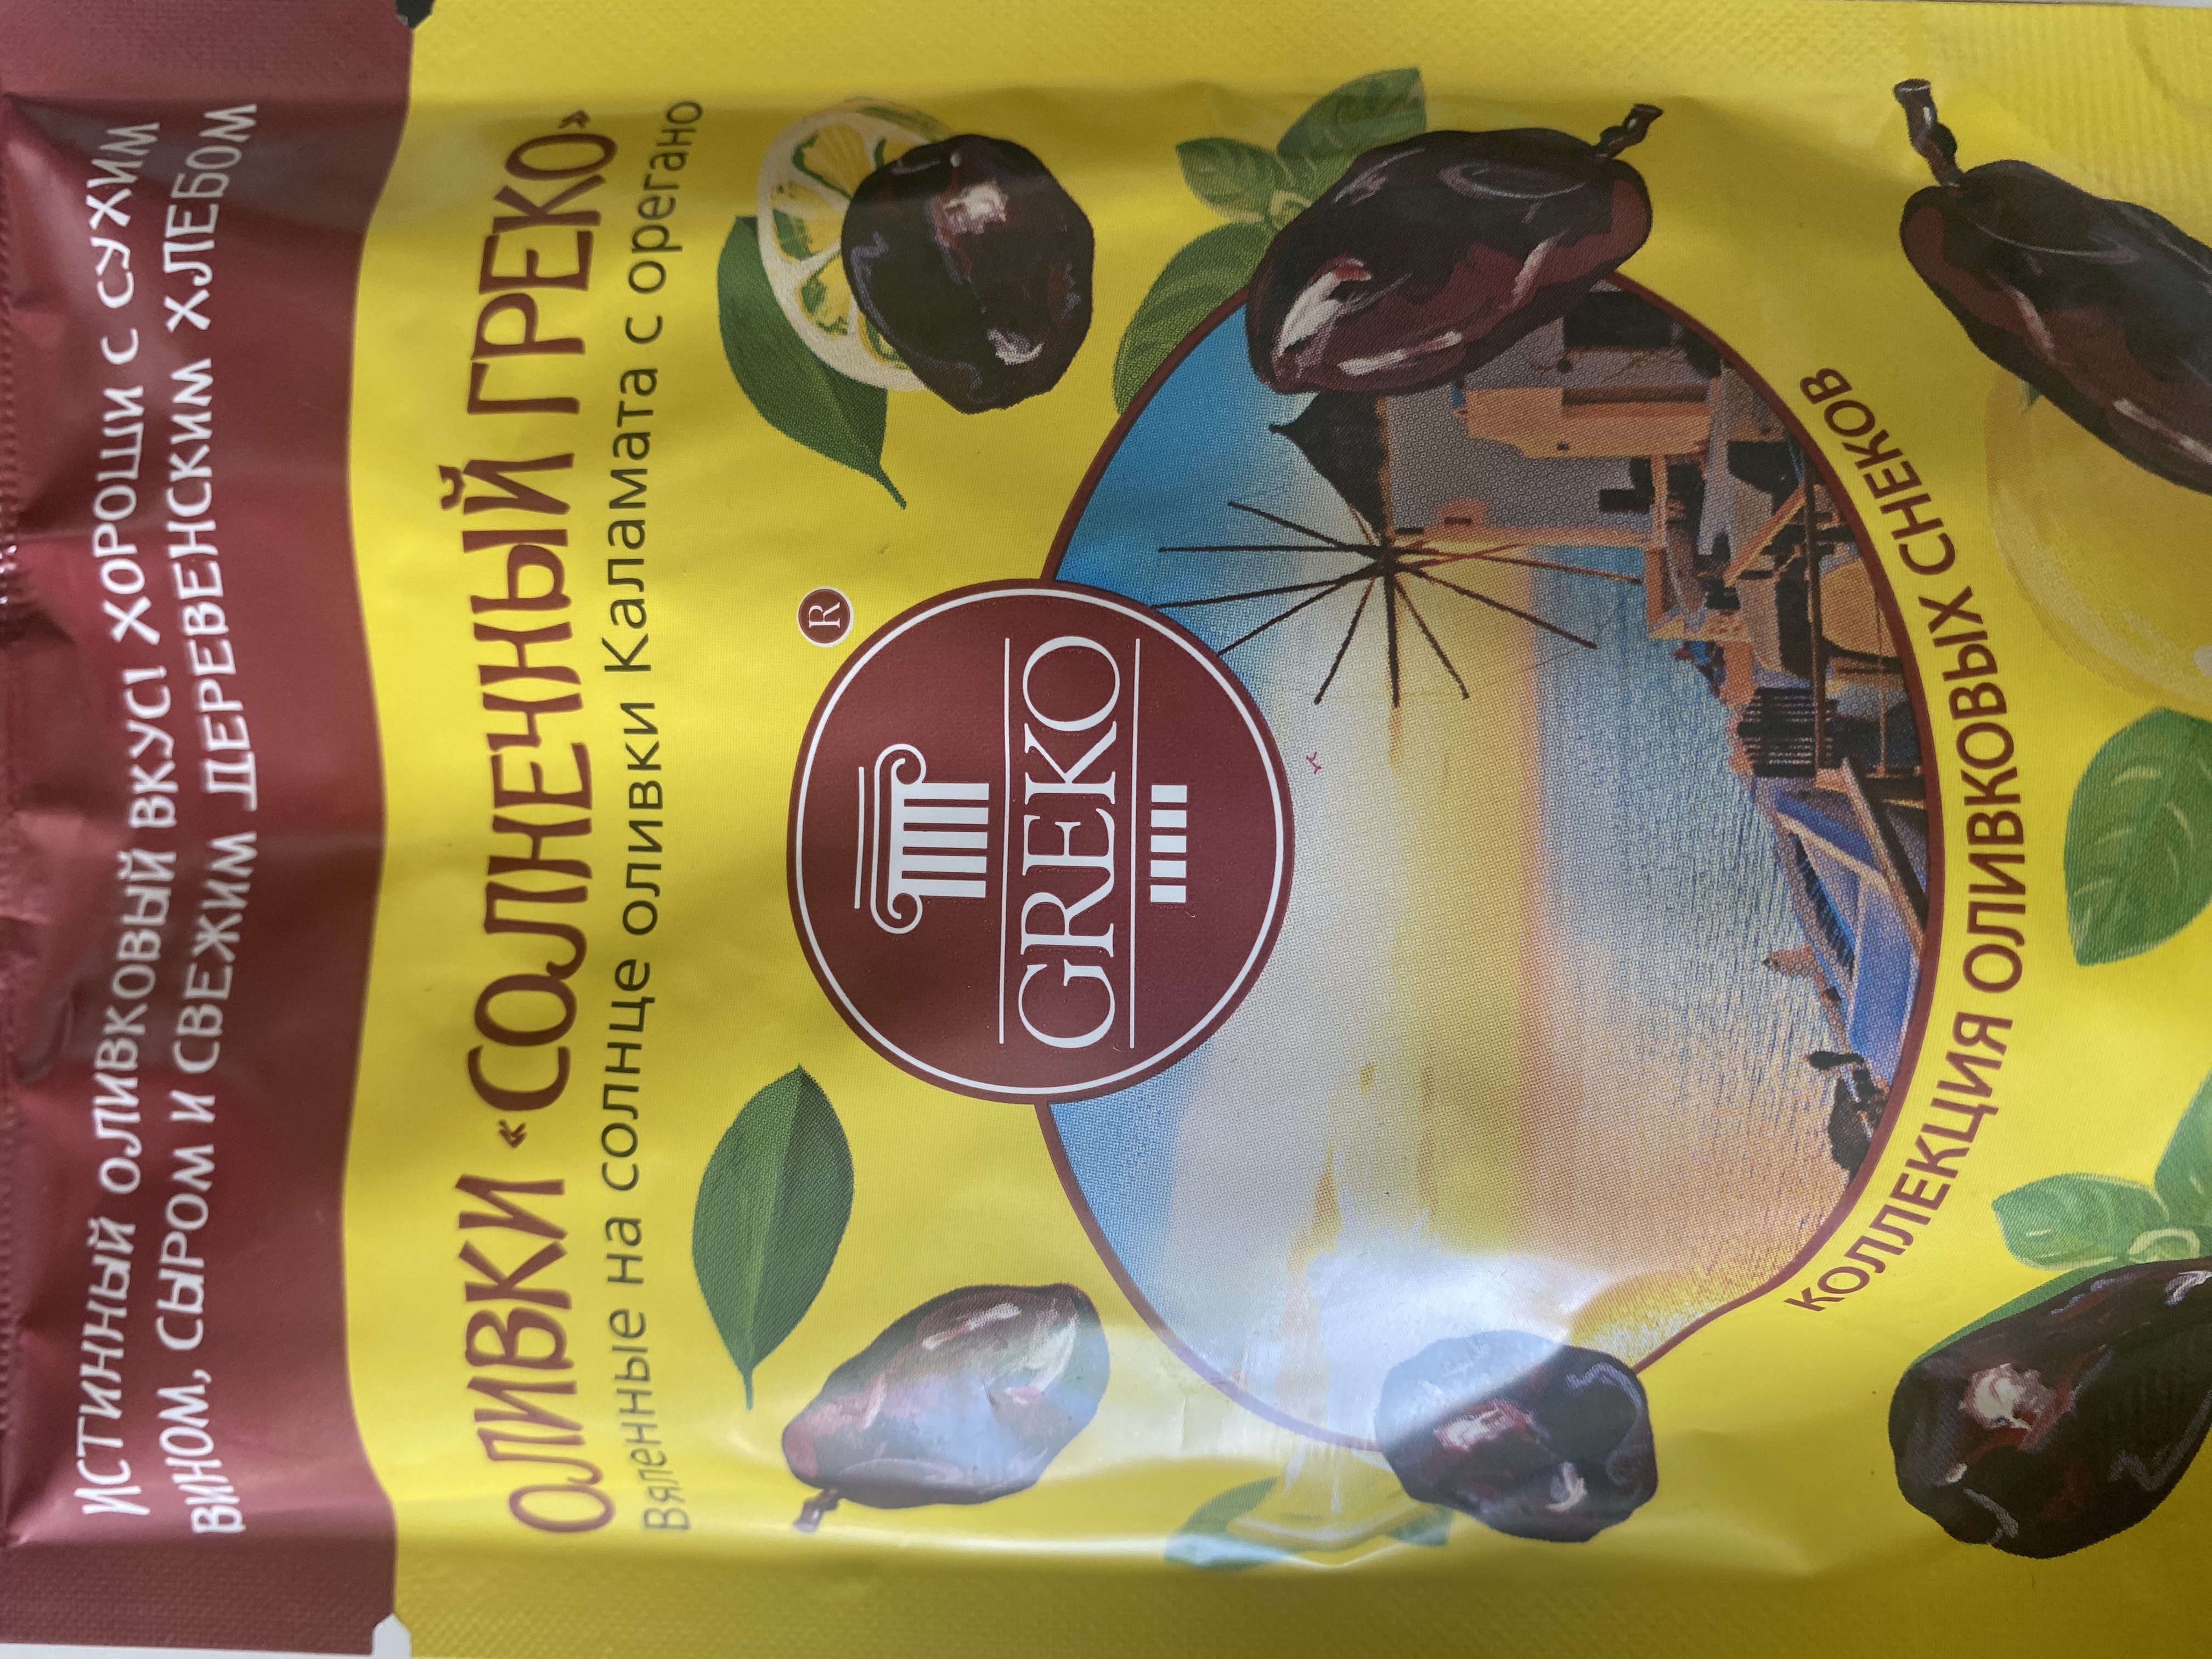 ИСТИННЫЙ ОЛИВКОВЫЙ ВКУС! ХОРОШИ С СУХИМ
ВИНОМ, СЫРОМ И СВЕЖИМ ДЕРЕВЕНСКИМ ХЛЕБОМ
ОЛИВКИ «СОЛНЕЧНЫЙ ГРЕКО»
Вяленные на солнце оливки Каламата с орегано
®
GREKO
КОЛЛЕКЦИЯ ОЛИВКОВЫХ СНЕКОВ